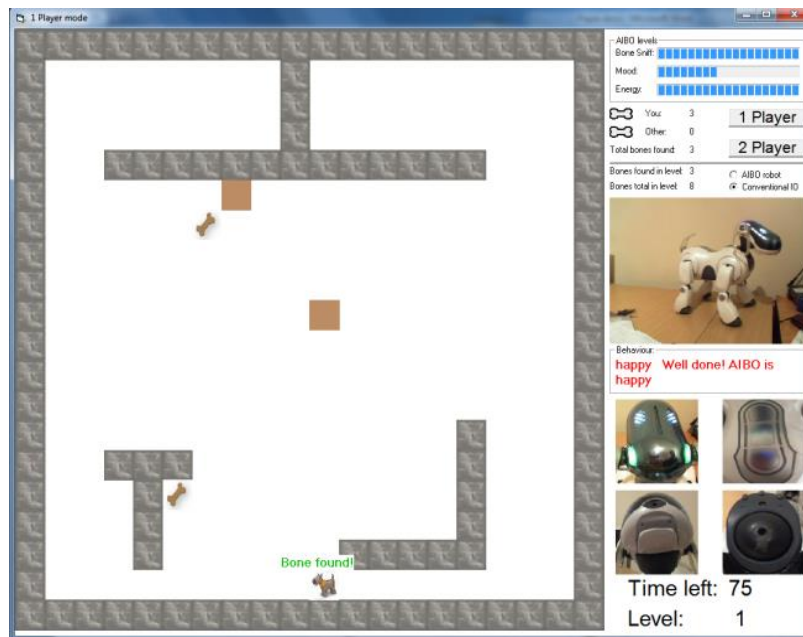 1 Player mode
AIBO levels
Bone Sniff:
Mood:
Energy:
You: 3
Other: 0
Total bones found: 3
1 Player
2 Player
Bones found in level: 3
Bones total in level: 8
AIBO robot
Conventional IO
Behaviour:
happy Well done! AIBO is
happy
Bone found!
Time left: 75
Level: 1